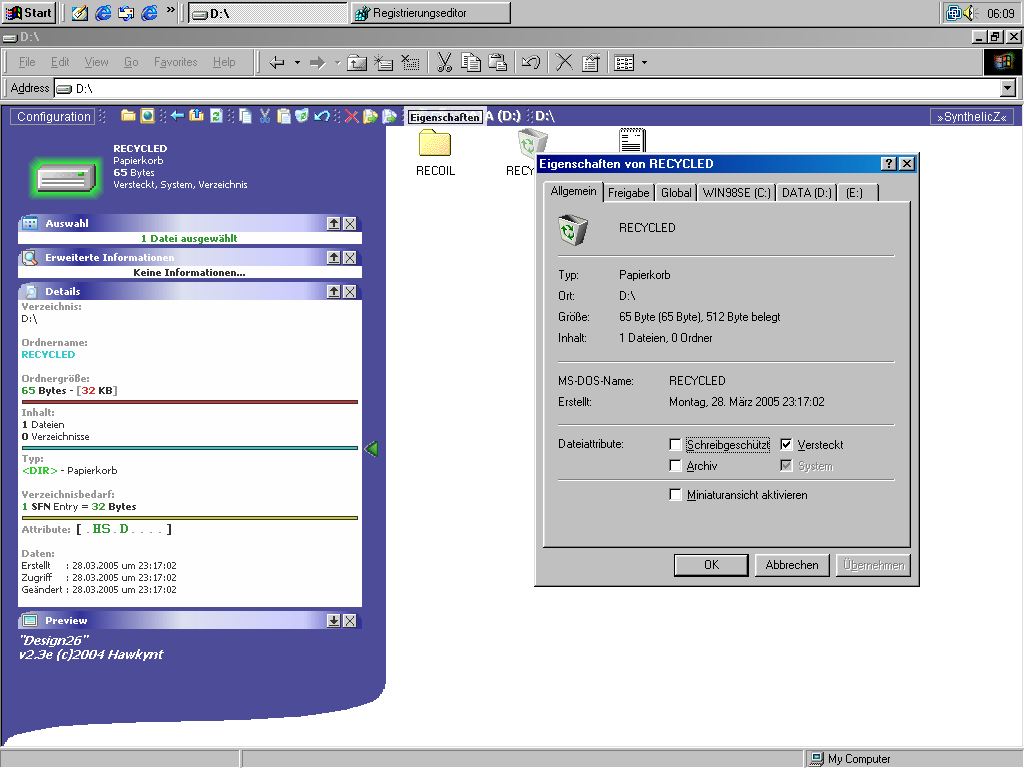 Start
»
D:\
Registrierungseditor
06:09
D:\
File Edit View Go Favorites Help
Address D:\
Configuration
Eigenschaften
A (D:)
D:\
»SyntheticZ«
RECYCLED
Papierkorb
65 Bytes
Versteckt, System, Verzeichnis
Auswahl
1 Datei ausgewählt
Erweiterte Informationen
Keine Informationen...
Details
Verzeichnis:
D:\
Ordnername:
RECYCLED
Ordnergröße:
65 Bytes - [32 KB]
Inhalt:
1 Dateien
0 Verzeichnisse
Typ:
<DIR> - Papierkorb
Verzeichnisbedarf:
1 SFN Entry = 32 Bytes
Attribute: [.HS.D....]
Daten:
Erstellt : 28.03.2005 um 23:17:02
Zugriff : 28.03.2005 um 23:17:02
Geändert : 28.03.2005 um 23:17:02
Preview
"Design26"
v2.3e (c)2004 Hawkynt
RECOIL
RECY
Eigenschaften von RECYCLED
Allgemein Freigabe Global WIN98SE (C:) DATA (D:) (E:)
RECYCLED
Typ: Papierkorb
Ort: D:\
Größe: 65 Byte (65 Byte), 512 Byte belegt
Inhalt: 1 Dateien, 0 Ordner
MS-DOS-Name: RECYCLED
Erstellt: Montag, 28. März 2005 23:17:02
Dateiattribute: Schreibgeschützt Versteckt
Archiv System
Miniaturansicht aktivieren
OK Abbrechen Übernehmen
My Computer